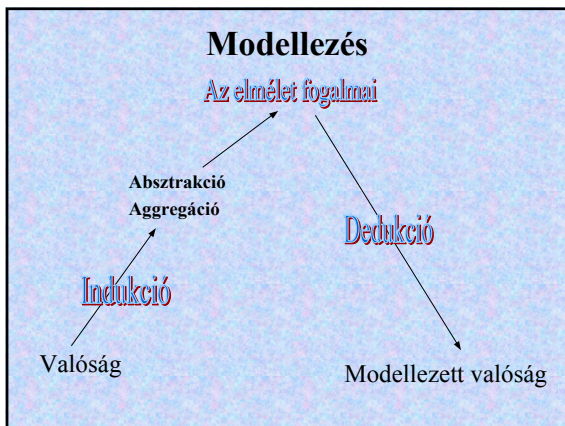 Modellezés
Az elmélet fogalmai
Absztrakció
Aggregáció
Dedukció
Indukció
Valóság
Modellezett valóság